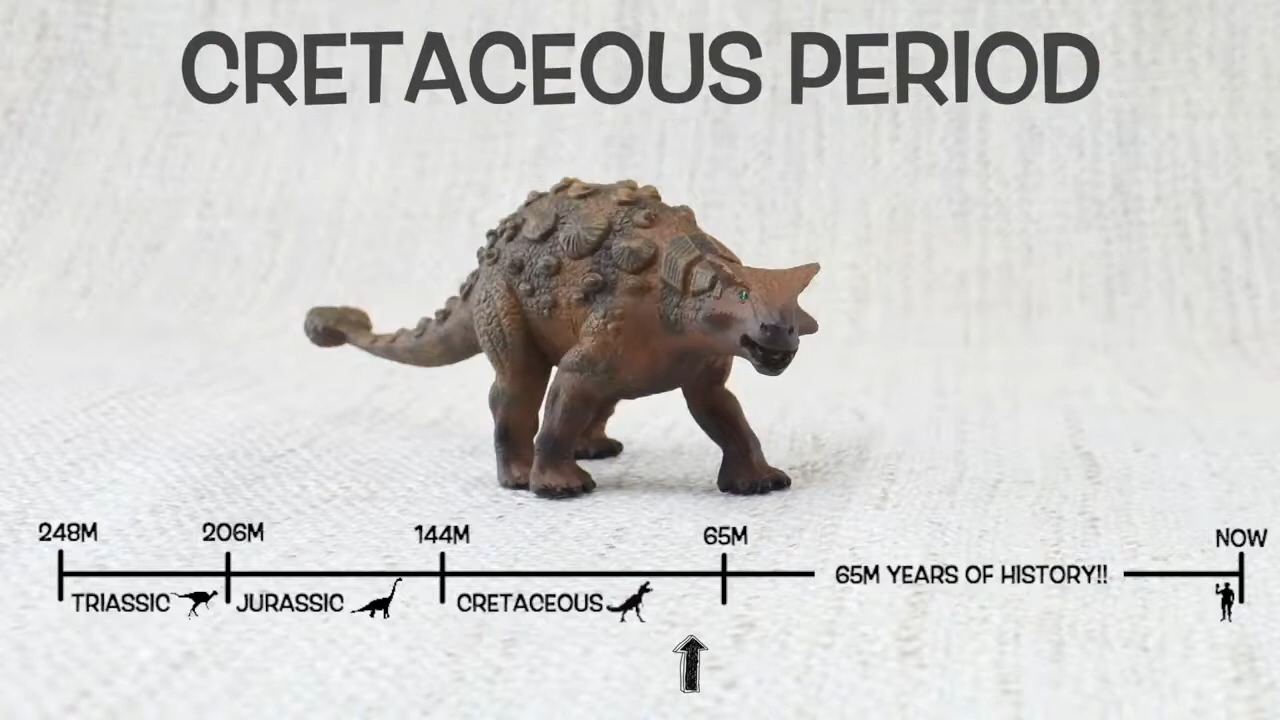 CRETACEOUS PERIOD
248M 206M 144M 65M NOW
65M YEARS OF HISTORY!!
TRIASSIC JURASSIC CRETACEOUS